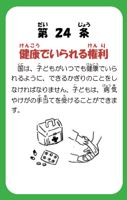 第24条
健康でいられる権利
国は、子どもがいつでも健康でいら
れるように、できるかぎりのことをし
なければなりません。子どもは、病気
やけがの手当てを受けることができま
す。